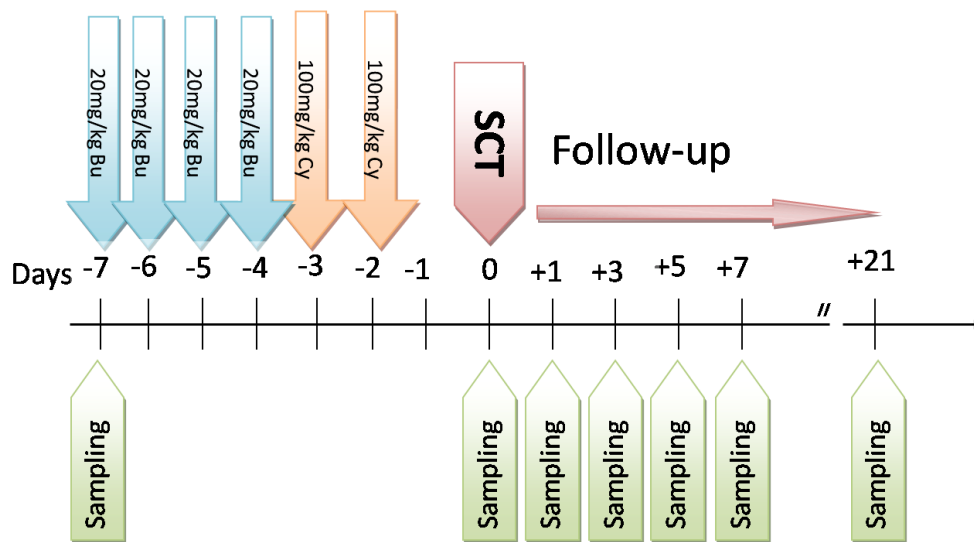 20mg/kg Bu
20mg/kg Bu
20mg/kg Bu
20mg/kg Bu
100mg/kg Cy
100mg/kg Cy
SCT
Follow-up
Days -7 -6 -5 -4 -3 -2 -1 0 +1 +3 +5 +7 +21
//
Sampling
Sampling
Sampling
Sampling
Sampling
Sampling
Sampling